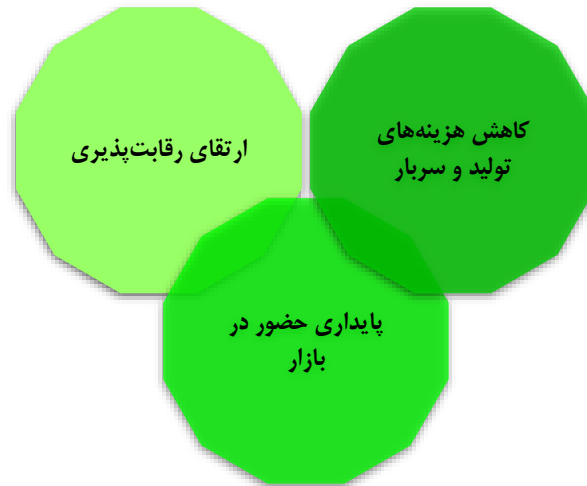 کاهش هزینه‌های
تولید و سربار
ارتقای رقابت‌پذیری
پایداری حضور در
بازار